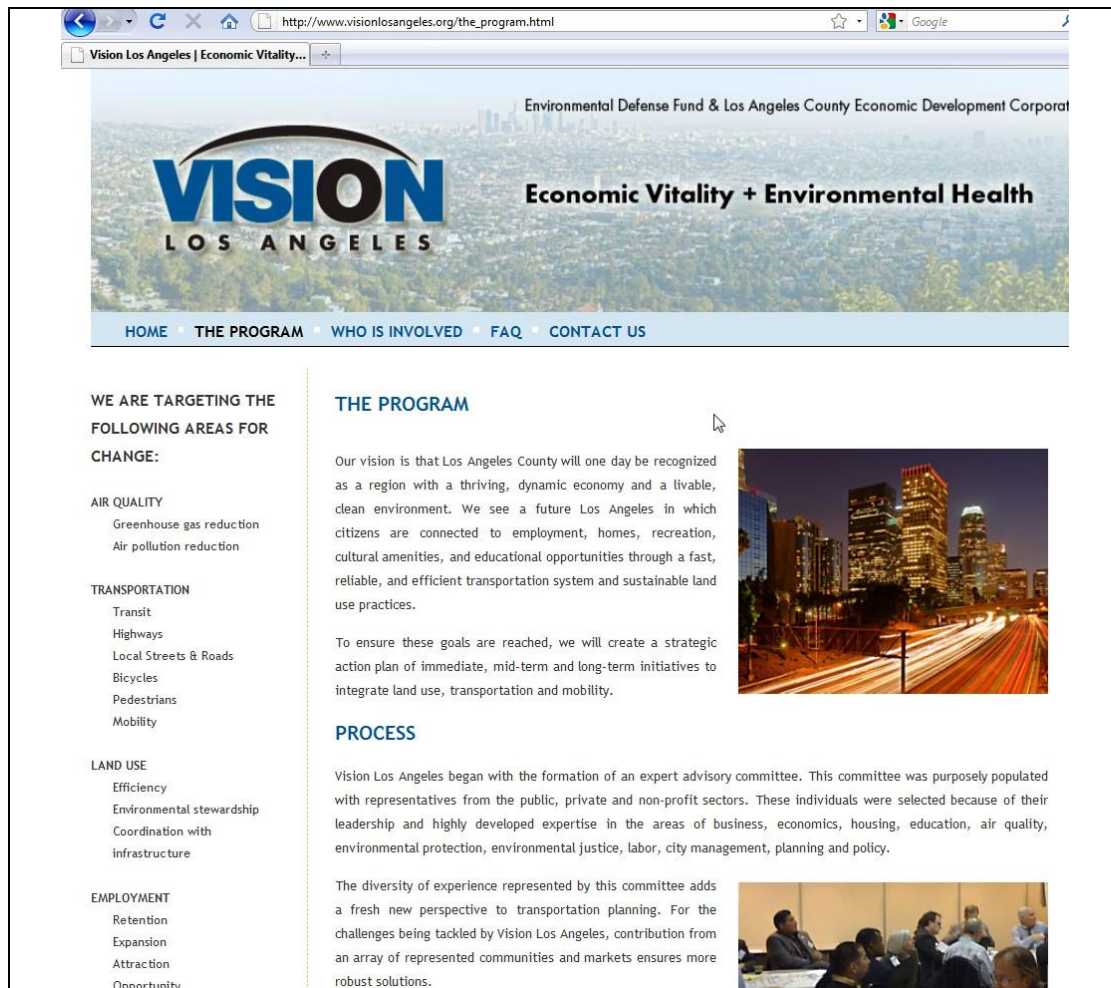 http://www.visionlosangeles.org/the_program.html
Google
Vision Los Angeles | Economic Vitality...
Environmental Defense Fund & Los Angeles County Economic Development Corporat
VISION
LOS ANGELES
Economic Vitality + Environmental Health
HOME THE PROGRAM WHO IS INVOLVED FAQ CONTACT US
WE ARE TARGETING THE
FOLLOWING AREAS FOR
CHANGE:
AIR QUALITY
Greenhouse gas reduction
Air pollution reduction
TRANSPORTATION
Transit
Highways
Local Streets & Roads
Bicycles
Pedestrians
Mobility
LAND USE
Efficiency
Environmental stewardship
Coordination with
infrastructure
EMPLOYMENT
Retention
Expansion
Attraction
Opportunity
THE PROGRAM
Our vision is that Los Angeles County will one day be recognized
as a region with a thriving, dynamic economy and a livable,
clean environment. We see a future Los Angeles in which
citizens are connected to employment, homes, recreation,
cultural amenities, and educational opportunities through a fast,
reliable, and efficient transportation system and sustainable land
use practices.
To ensure these goals are reached, we will create a strategic
action plan of immediate, mid-term and long-term initiatives to
integrate land use, transportation and mobility.
PROCESS
Vision Los Angeles began with the formation of an expert advisory committee. This committee was purposely populated
with representatives from the public, private and non-profit sectors. These individuals were selected because of their
leadership and highly developed expertise in the areas of business, economics, housing, education, air quality,
environmental protection, environmental justice, labor, city management, planning and policy.
The diversity of experience represented by this committee adds
a fresh new perspective to transportation planning. For the
challenges being tackled by Vision Los Angeles, contribution from
an array of represented communities and markets ensures more
robust solutions.